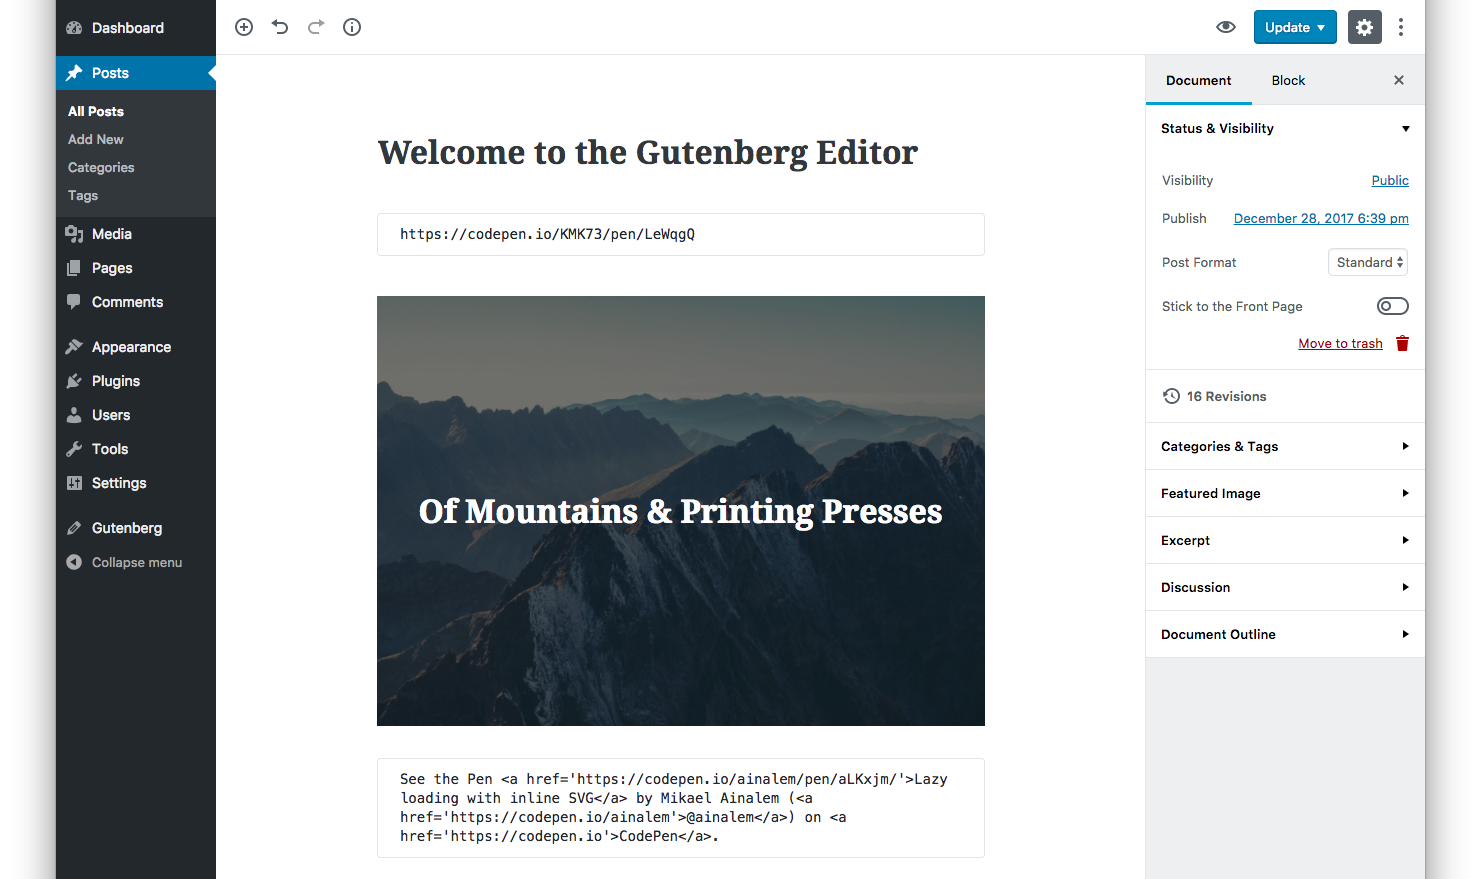 Dashboard
Posts
All Posts
Add New
Categories
Tags
Media
Pages
Comments
Appearance
Plugins
Users
Tools
Settings
Gutenberg
Collapse menu
Update
Welcome to the Gutenberg Editor
https://codepen.io/KMK73/pen/LeWqgQ
Of Mountains & Printing Presses
See the Pen <a href='https://codepen.io/ainalem/pen/aLKxjm/'>Lazy
loading with inline SVG</a> by Mikael Ainalem (<a
href='https://codepen.io/ainalem'>@ainalem</a>) on <a
href='https://codepen.io'>CodePen</a>.
Document
Block
Status & Visibility
Visibility Public
Publish December 28, 2017 6:39 pm
Post Format Standard
Stick to the Front Page
Move to trash
16 Revisions
Categories & Tags
Featured Image
Excerpt
Discussion
Document Outline